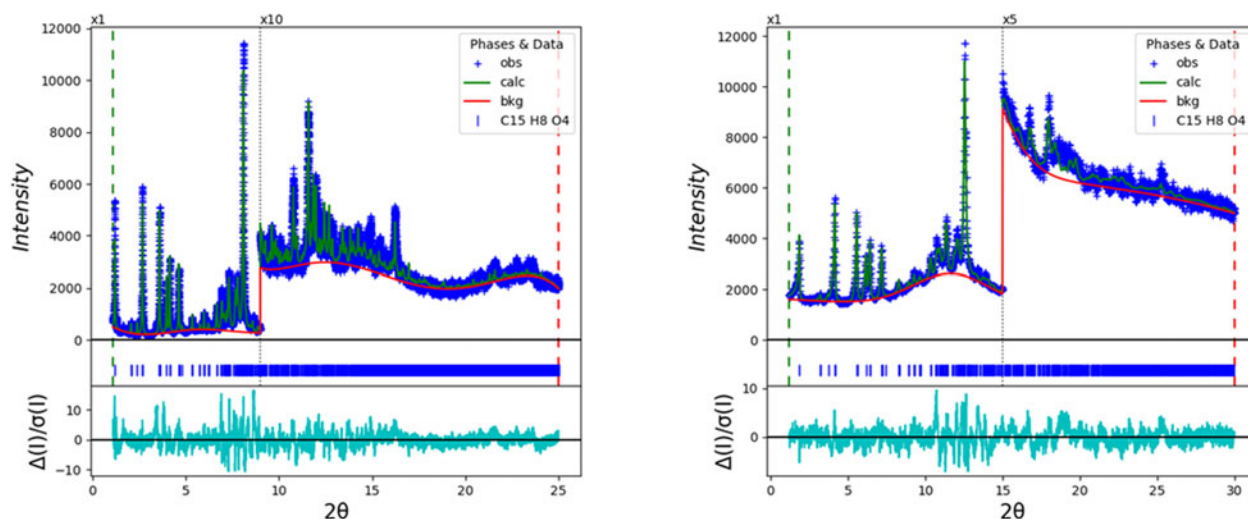 x1
x10
12000
10000
8000
6000
4000
2000
0
Intensity
Phases & Data
obs
calc
bkg
C15 H8 O4
10
0
−10
Δ(I)/σ(I)
0
5
10
15
20
25
2θ
x1
x5
12000
10000
8000
6000
4000
2000
0
Intensity
Phases & Data
obs
calc
bkg
C15 H8 O4
10
0
Δ(I)/σ(I)
0
5
10
15
20
25
30
2θ